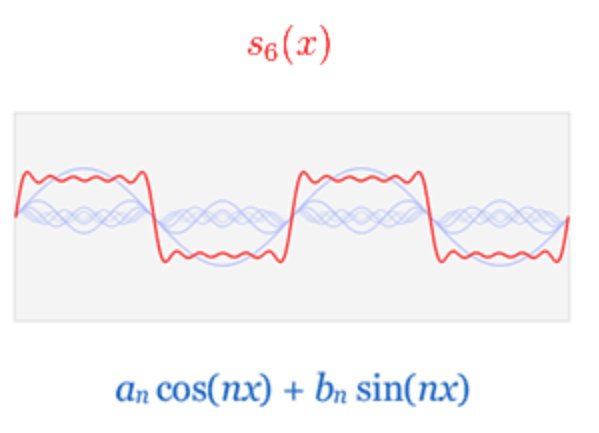 s₆(x)
aₙ cos(nx) + bₙ sin(nx)